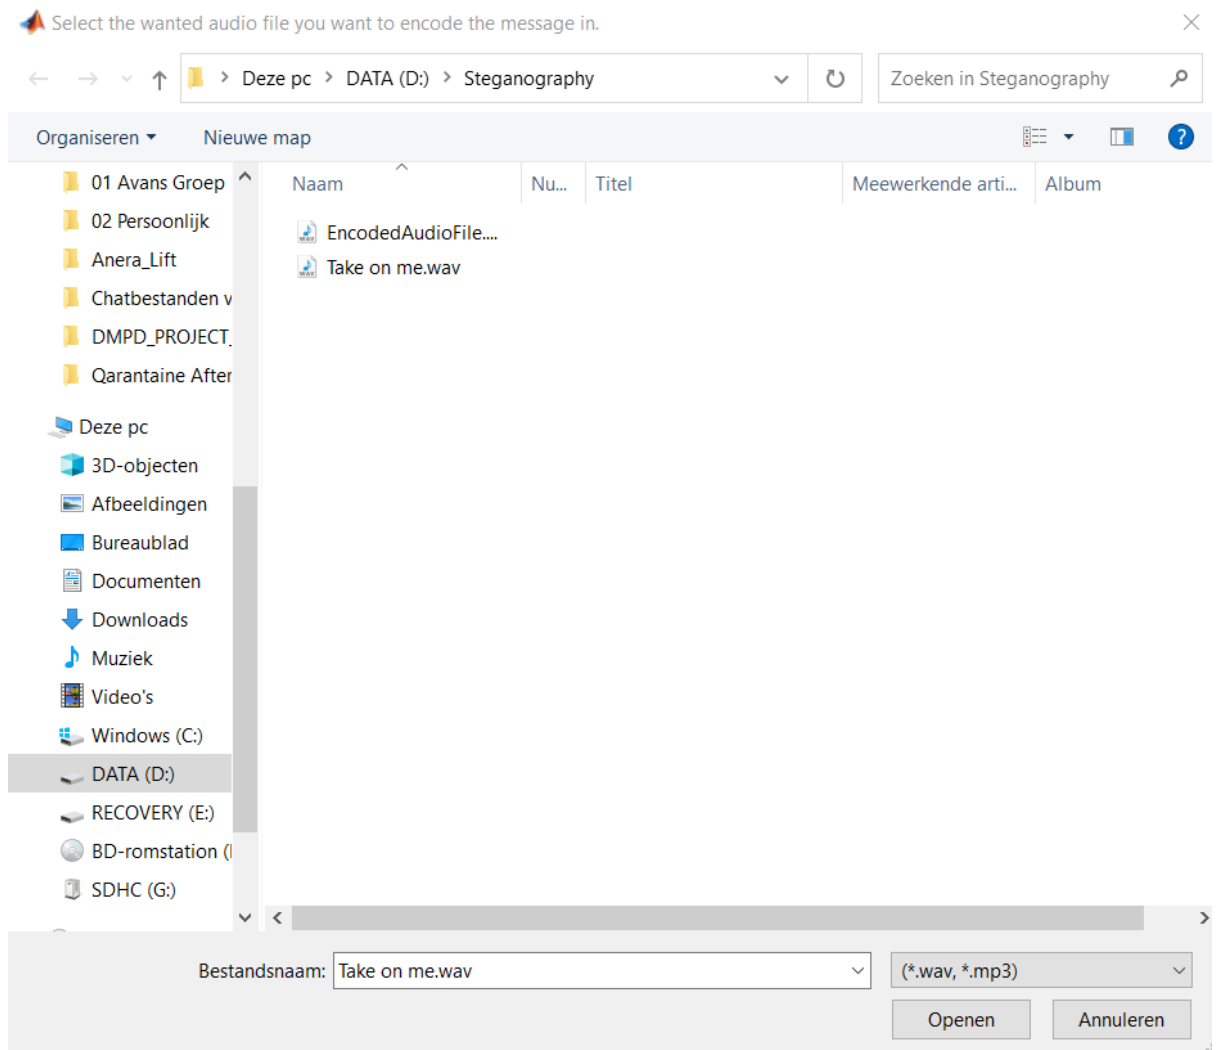 Select the wanted audio file you want to encode the message in.
Deze pc > DATA (D:) > Steganography
Zoeken in Steganography
Organiseren
Nieuwe map
01 Avans Groep
02 Persoonlijk
Anera_Lift
Chatbestanden v
DMPD_PROJECT_
Qarantaine After
Deze pc
3D-objecten
Afbeeldingen
Bureaublad
Documenten
Downloads
Muziek
Video's
Windows (C:)
DATA (D:)
RECOVERY (E:)
BD-romstation (
SDHC (G:)
Naam Nu... Titel Meewerkende arti... Album
EncodedAudioFile....
Take on me.wav
Bestandsnaam: Take on me.wav (*.wav, *.mp3)
Openen Annuleren